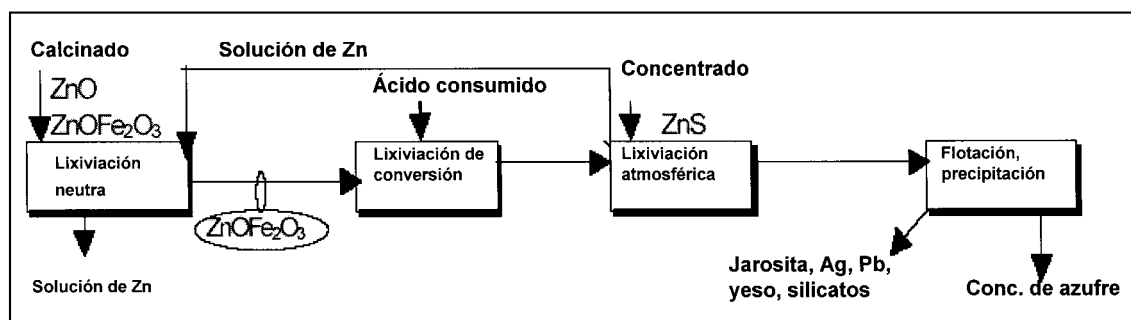 Calcinado
Solución de Zn
ZnO
ZnOFe₂O₃
Ácido consumido
Concentrado
ZnS
Lixiviación
neutra
Lixiviación de
conversión
Lixiviación
atmosférica
Flotación,
precipitación
ZnOFe₂O₃
Solución de Zn
Jarosita, Ag, Pb,
yeso, silicatos
Conc. de azufre